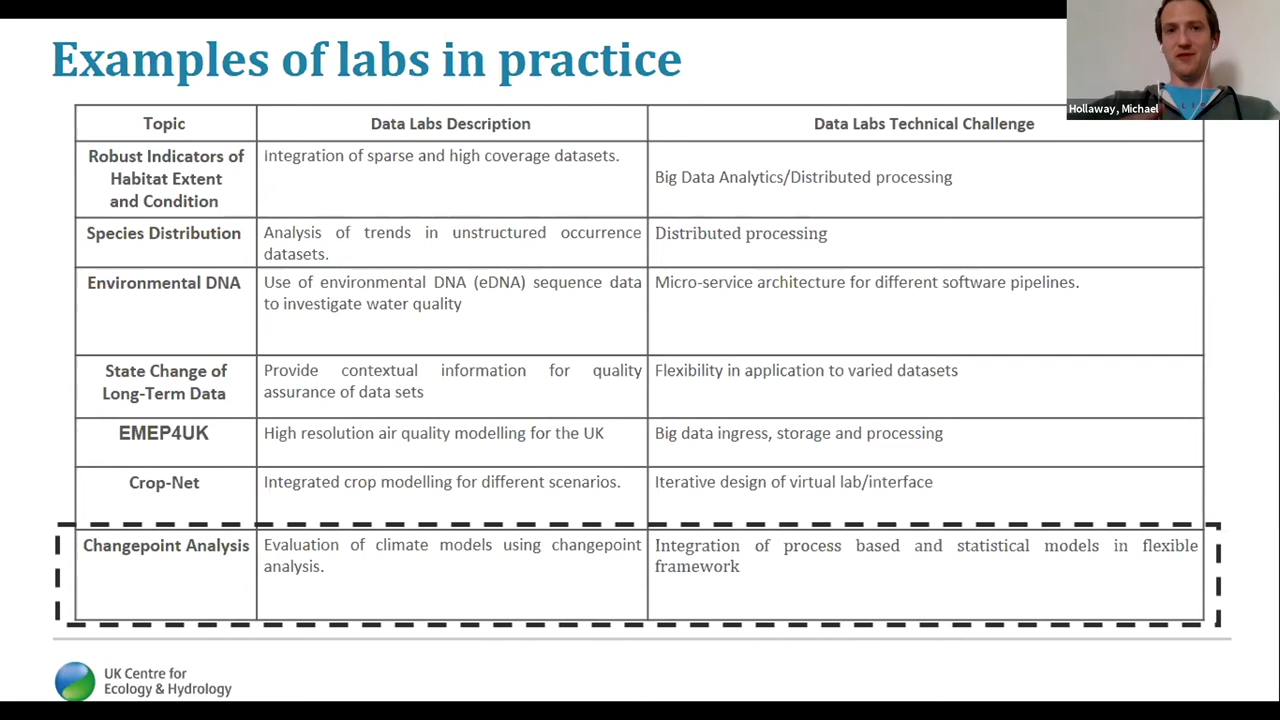 Examples of labs in practice
Hollaway, Michael
Topic
Data Labs Description
Data Labs Technical Challenge
Robust Indicators of
Habitat Extent
and Condition
Integration of sparse and high coverage datasets.
Big Data Analytics/Distributed processing
Species Distribution
Analysis of trends in unstructured occurrence
datasets.
Distributed processing
Environmental DNA
Use of environmental DNA (eDNA) sequence data
to investigate water quality
Micro-service architecture for different software pipelines.
State Change of
Long-Term Data
Provide contextual information for quality
assurance of data sets
Flexibility in application to varied datasets
EMEP4UK
High resolution air quality modelling for the UK
Big data ingress, storage and processing
Crop-Net
Integrated crop modelling for different scenarios.
Iterative design of virtual lab/interface
Changepoint Analysis
Evaluation of climate models using changepoint
analysis.
Integration of process based and statistical models in flexible
framework
UK Centre for
Ecology & Hydrology